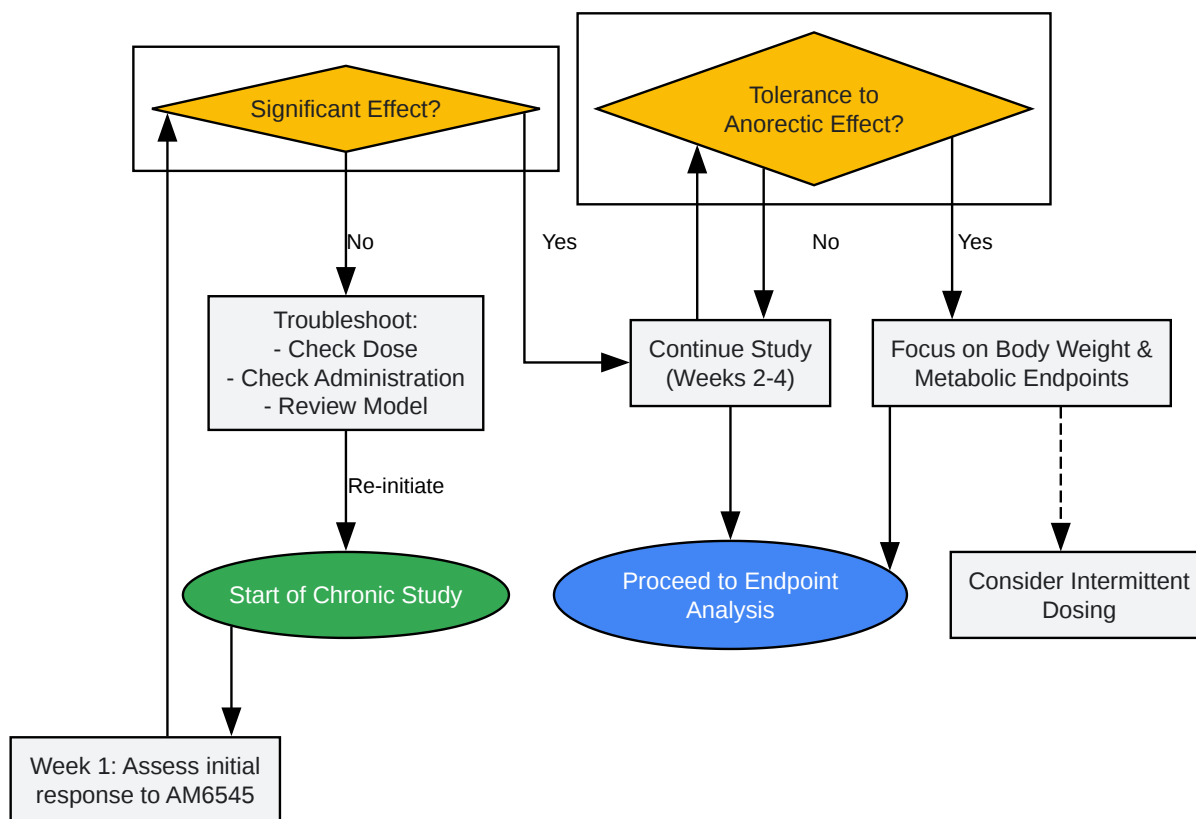 Significant Effect?
Tolerance to
Anorectic Effect?
No
Yes
No
Yes
Troubleshoot:
- Check Dose
- Check Administration
- Review Model
Continue Study
(Weeks 2-4)
Focus on Body Weight &
Metabolic Endpoints
Re-initiate
Start of Chronic Study
Proceed to Endpoint
Analysis
Consider Intermittent
Dosing
Week 1: Assess initial
response to AM6545